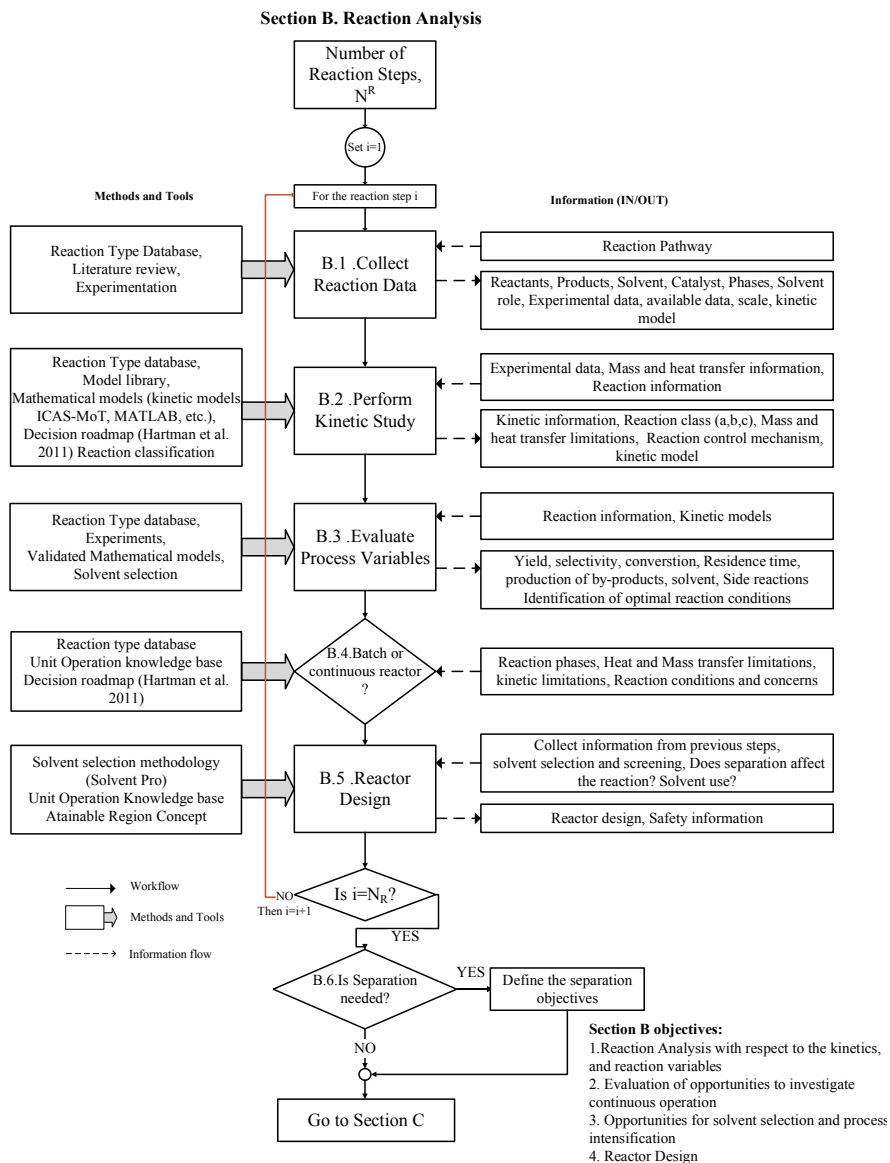 Section B. Reaction Analysis
Number of
Reaction Steps,
N^R
Set i=1
Methods and Tools
For the reaction step i
Information (IN/OUT)
Reaction Type Database,
Literature review,
Experimentation
B.1 .Collect
Reaction Data
Reaction Pathway
Reactants, Products, Solvent, Catalyst, Phases, Solvent
role, Experimental data, available data, scale, kinetic
model
Reaction Type database,
Model library,
Mathematical models (kinetic models
ICAS-MoT, MATLAB, etc.),
Decision roadmap (Hartman et al.
2011) Reaction classification
B.2 .Perform
Kinetic Study
Experimental data, Mass and heat transfer information,
Reaction information
Kinetic information, Reaction class (a,b,c), Mass and
heat transfer limitations, Reaction control mechanism,
kinetic model
Reaction Type database,
Experiments,
Validated Mathematical models,
Solvent selection
B.3 .Evaluate
Process Variables
Reaction information, Kinetic models
Yield, selectivity, converstion, Residence time,
production of by-products, solvent, Side reactions
Identification of optimal reaction conditions
Reaction type database
Unit Operation knowledge base
Decision roadmap (Hartman et al.
2011)
B.4.Batch or
continuous reactor
?
Reaction phases, Heat and Mass transfer limitations,
kinetic limitations, Reaction conditions and concerns
Solvent selection methodology
(Solvent Pro)
Unit Operation Knowledge base
Atainable Region Concept
B.5 .Reactor
Design
Collect information from previous steps,
solvent selection and screening, Does separation affect
the reaction? Solvent use?
Reactor design, Safety information
Workflow
Methods and Tools
Information flow
NO
Then i=i+1
Is i=N_R?
YES
B.6.Is Separation
needed?
YES
Define the separation
objectives
NO
Go to Section C
Section B objectives:
1.Reaction Analysis with respect to the kinetics,
and reaction variables
2. Evaluation of opportunities to investigate
continuous operation
3. Opportunities for solvent selection and process
intensification
4. Reactor Design